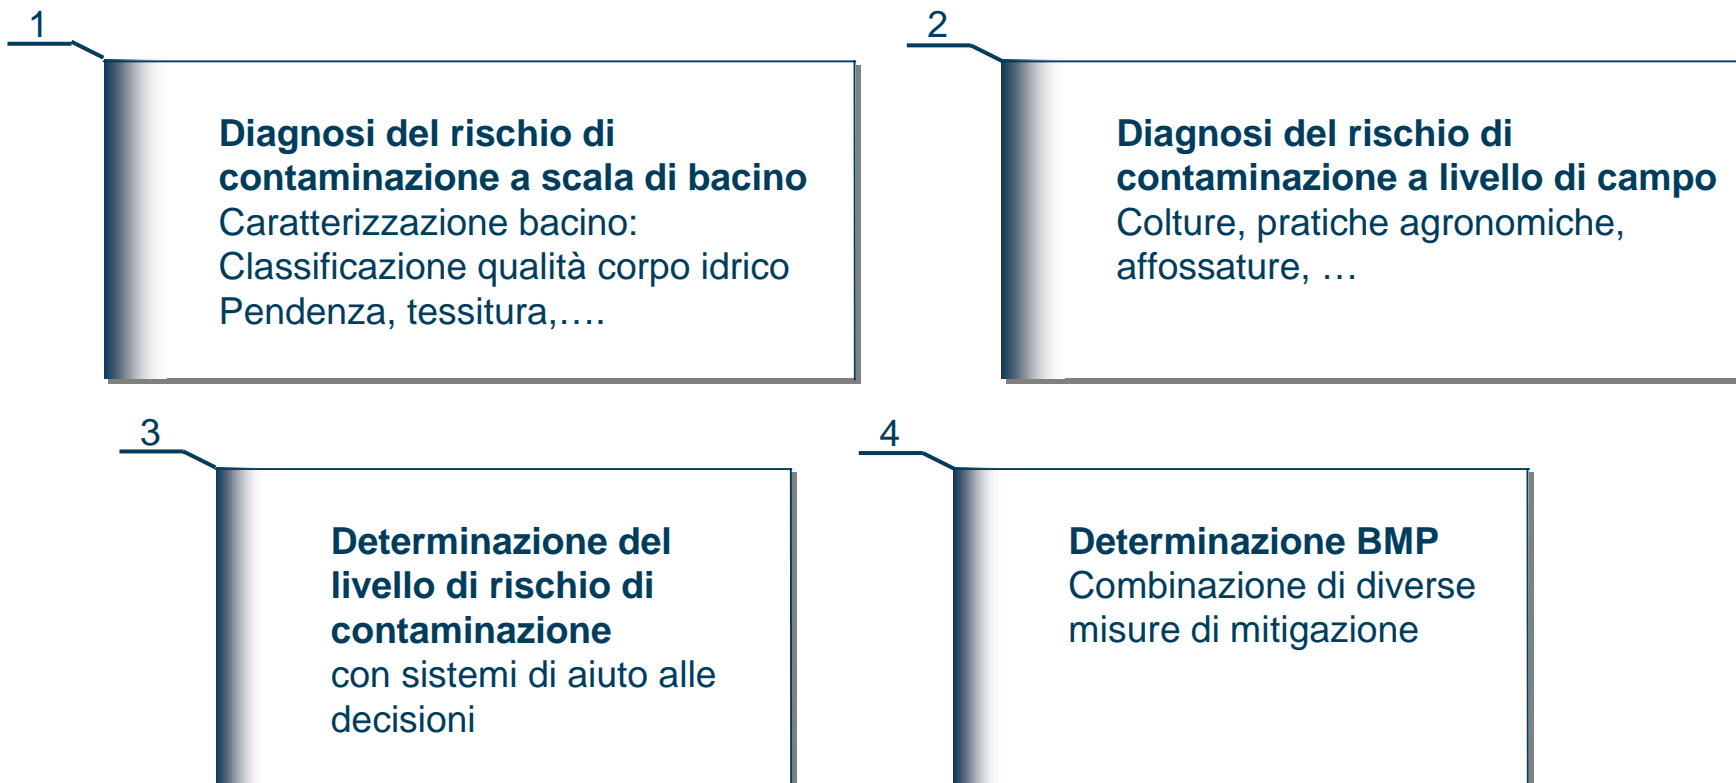 1
Diagnosi del rischio di
contaminazione a scala di bacino
Caratterizzazione bacino:
Classificazione qualità corpo idrico
Pendenza, tessitura,….
2
Diagnosi del rischio di
contaminazione a livello di campo
Colture, pratiche agronomiche,
affossature, …
3
Determinazione del
livello di rischio di
contaminazione
con sistemi di aiuto alle
decisioni
4
Determinazione BMP
Combinazione di diverse
misure di mitigazione